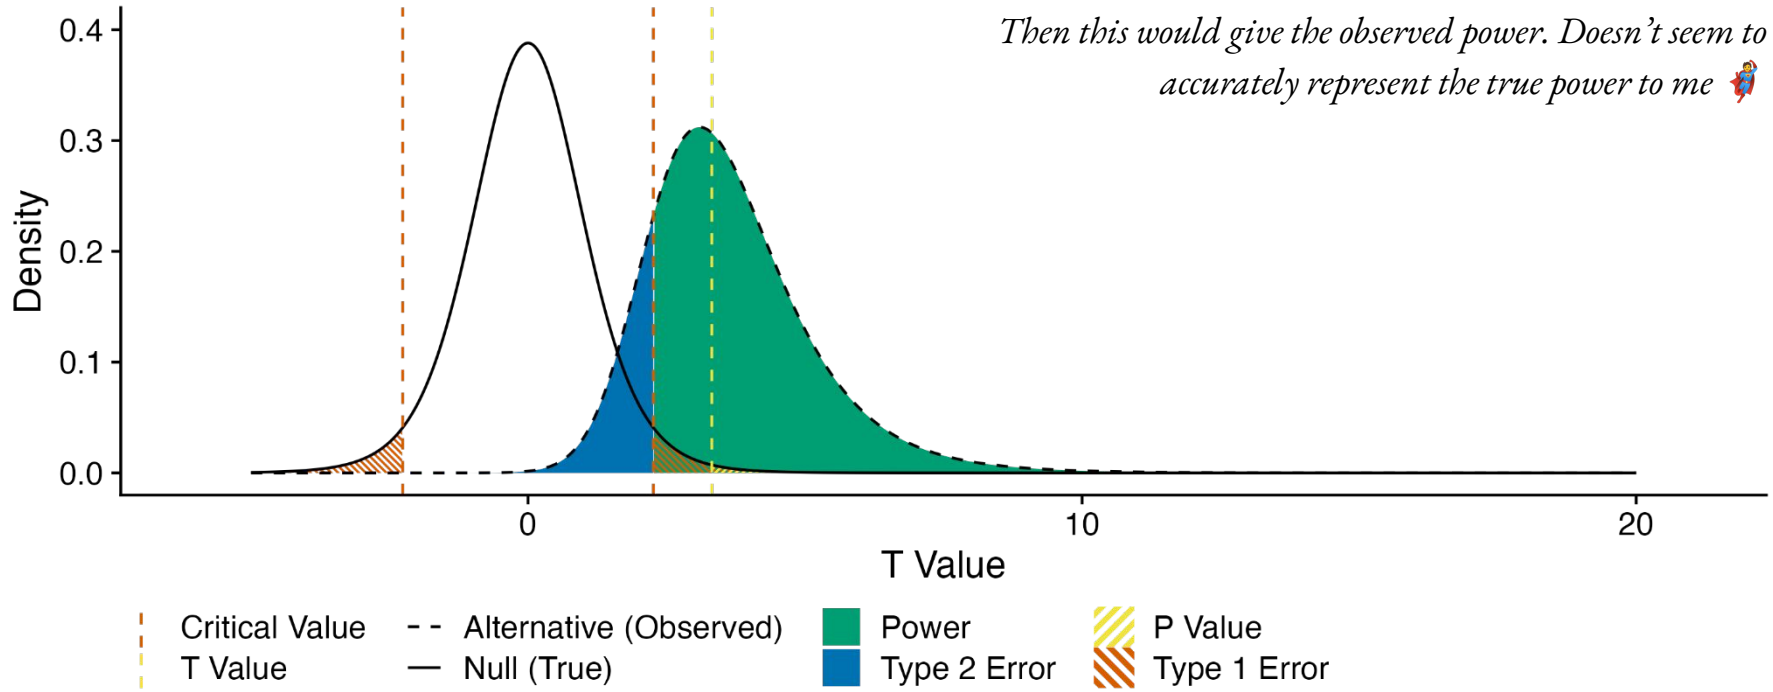 Then this would give the observed power. Doesn’t seem to
accurately represent the true power to me 🦸
0.4
0.3
0.2
0.1
0.0
Density
0
10
20
T Value
Critical Value
T Value
Alternative (Observed)
Null (True)
Power
Type 2 Error
P Value
Type 1 Error